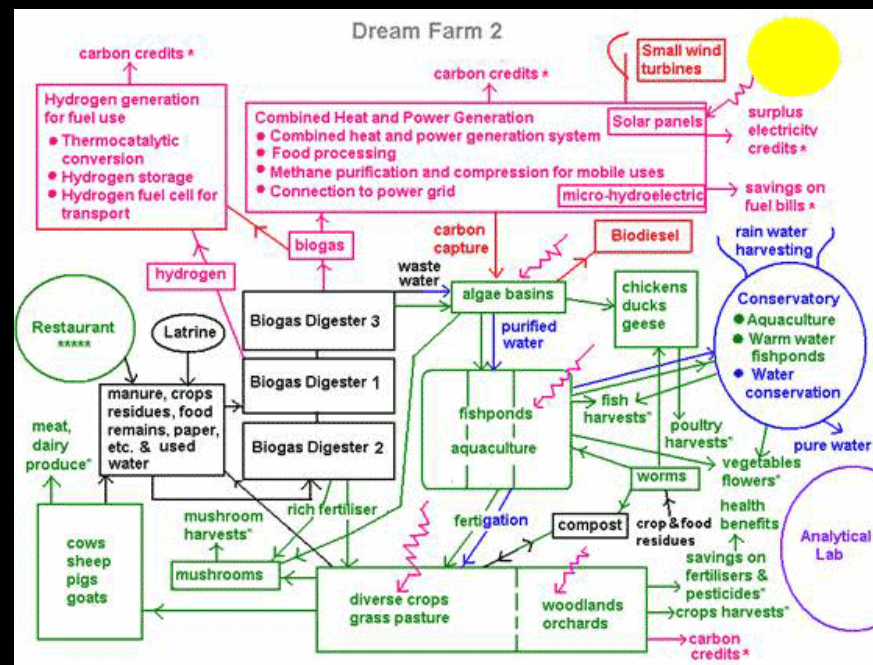 Dream Farm 2
carbon credits *
Hydrogen generation
for fuel use
Thermocatalytic
conversion
Hydrogen storage
Hydrogen fuel cell for
transport
carbon credits *
Combined Heat and Power Generation
Combined heat and power generation system
Food processing
Methane purification and compression for mobile uses
Connection to power grid
Small wind
turbines
Solar panels
micro-hydroelectric
surplus
electricity
credits *
savings on
fuel bills *
hydrogen
biogas
carbon
capture
Biodiesel
rain water
harvesting
waste
water
algae basins
purified
water
chickens
ducks
geese
Conservatory
Aquaculture
Warm water
fishponds
Water
conservation
pure water
Restaurant
*****
Latrine
Biogas Digester 3
Biogas Digester 1
Biogas Digester 2
manure, crops
residues, food
remains, paper,
etc. & used
water
meat,
dairy
produce*
fishponds
aquaculture
fish
harvests*
poultry
harvests*
vegetables
flowers*
worms
compost
crop & food
residues
health
benefits
rich fertiliser
fertigation
mushroom
harvests*
mushrooms
cows
sheep
pigs
goats
diverse crops
grass pasture
woodlands
orchards
savings on
fertilisers &
pesticides*
crops harvests*
carbon
credits *
Analytical
Lab